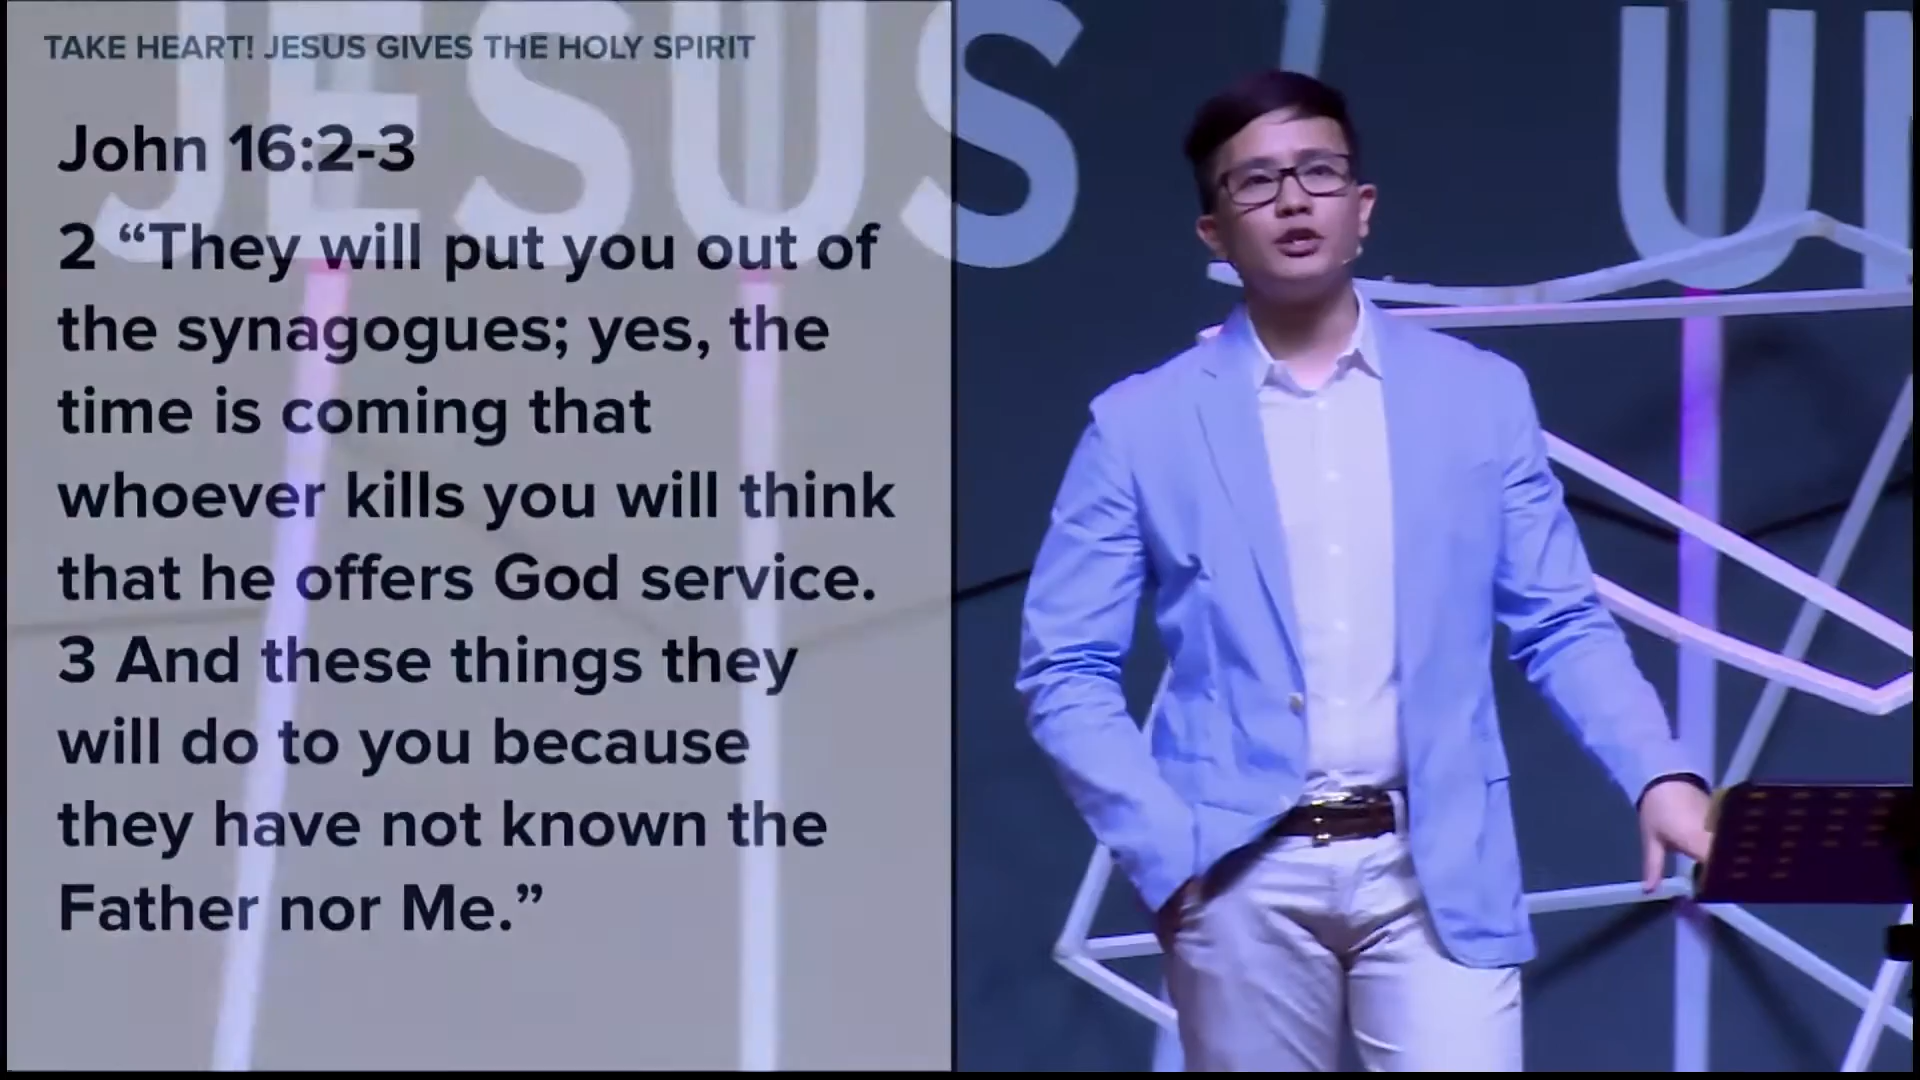 TAKE HEART! JESUS GIVES THE HOLY SPIRIT
John 16:2-3
2 “They will put you out of
the synagogues; yes, the
time is coming that
whoever kills you will think
that he offers God service.
3 And these things they
will do to you because
they have not known the
Father nor Me.”
JESUS / U